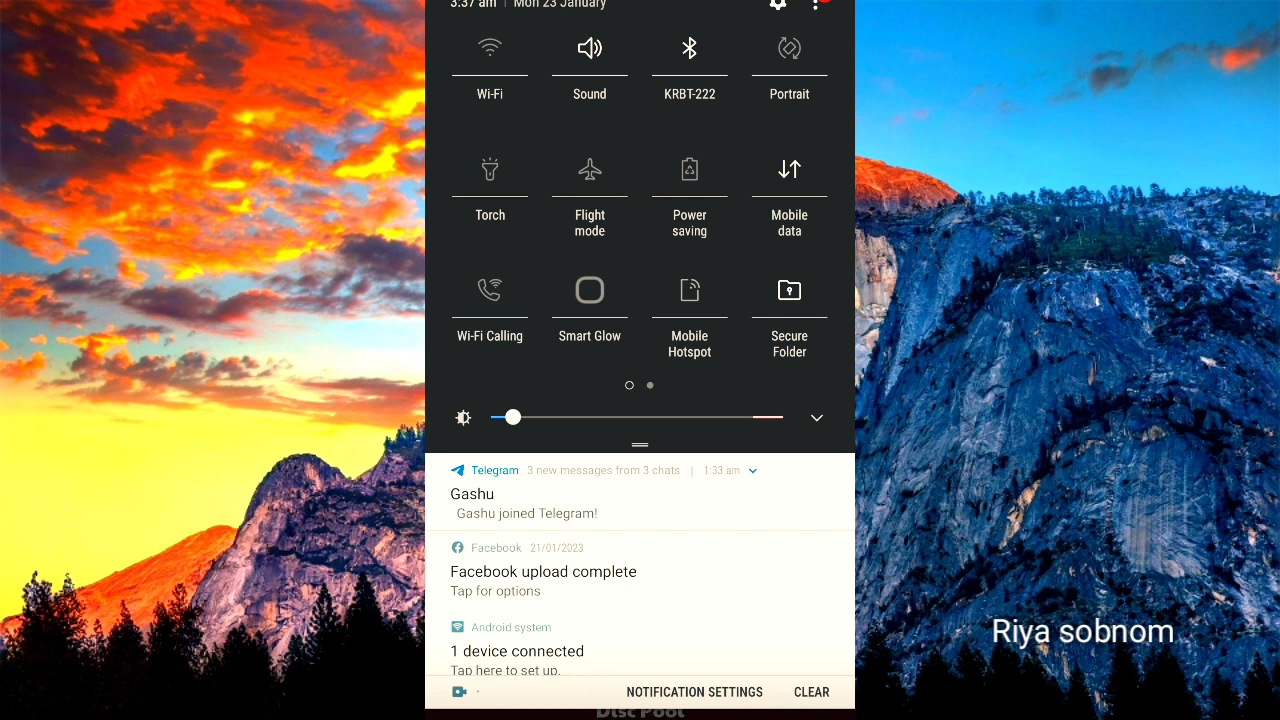 3:37 am | Mon 23 January
Wi-Fi
Sound
KRBT-222
Portrait
Torch
Flight
mode
Power
saving
Mobile
data
Wi-Fi Calling
Smart Glow
Mobile
Hotspot
Secure
Folder
Telegram 3 new messages from 3 chats | 1:33 am
Gashu
Gashu joined Telegram!
Facebook 21/01/2023
Facebook upload complete
Tap for options
Android system
1 device connected
Tap here to set up.
NOTIFICATION SETTINGS CLEAR
Disc Pool
Riya sobnom